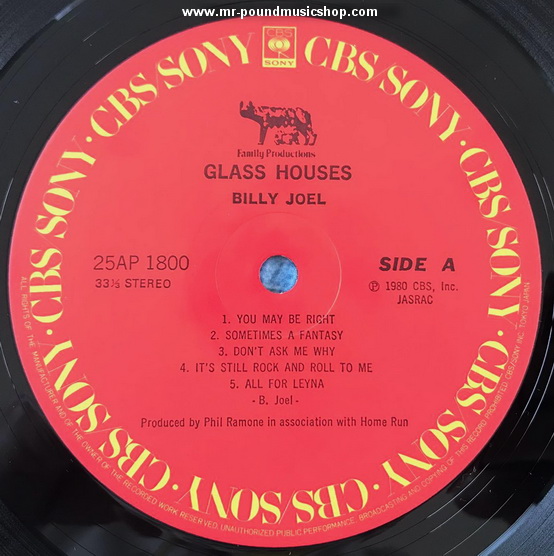 www.mr-poundmusicshop.com
CBS/SONY · CBS/SONY · CBS/SONY · CBS/SONY · CBS/SONY · CBS/SONY · CBS/SONY · CBS/SONY
CBS
SONY
Family Productions
GLASS HOUSES
BILLY JOEL
25AP 1800
33⅓ STEREO
SIDE A
Ⓟ 1980 CBS, Inc.
JASRAC
1. YOU MAY BE RIGHT
2. SOMETIMES A FANTASY
3. DON'T ASK ME WHY
4. IT'S STILL ROCK AND ROLL TO ME
5. ALL FOR LEYNA
- B. Joel -
Produced by Phil Ramone in association with Home Run
ALL RIGHTS OF THE MANUFACTURER AND OF THE OWNER OF THE RECORDED WORK RESERVED. UNAUTHORIZED PUBLIC PERFORMANCE, BROADCASTING AND COPYING OF THIS RECORD PROHIBITED. CBS/SONY INC. TOKYO JAPAN